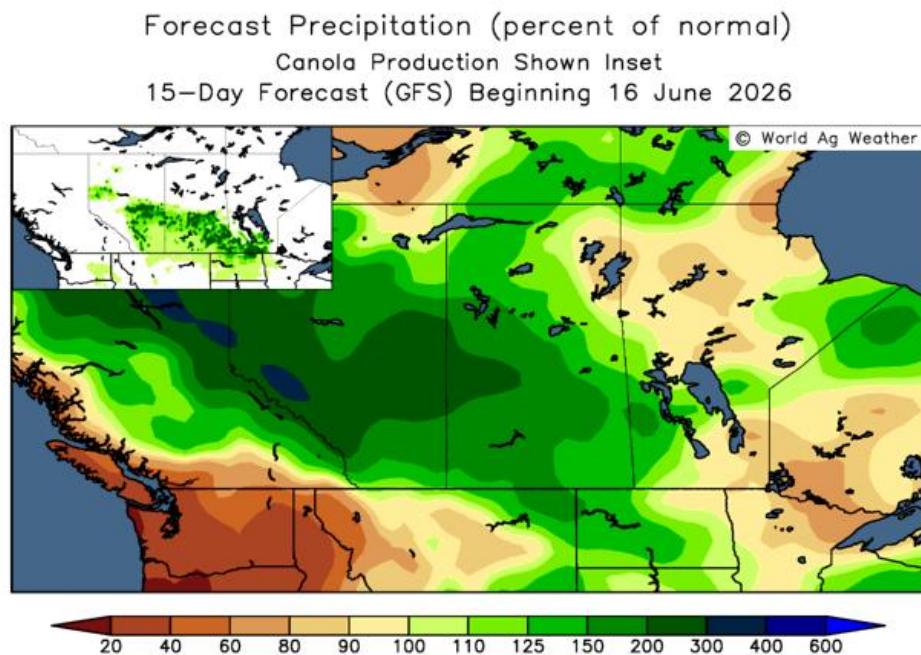 Forecast Precipitation (percent of normal)
Canola Production Shown Inset
15-Day Forecast (GFS) Beginning 16 June 2026
© World Ag Weather
20 40 60 80 90 100 110 125 150 200 300 400 600